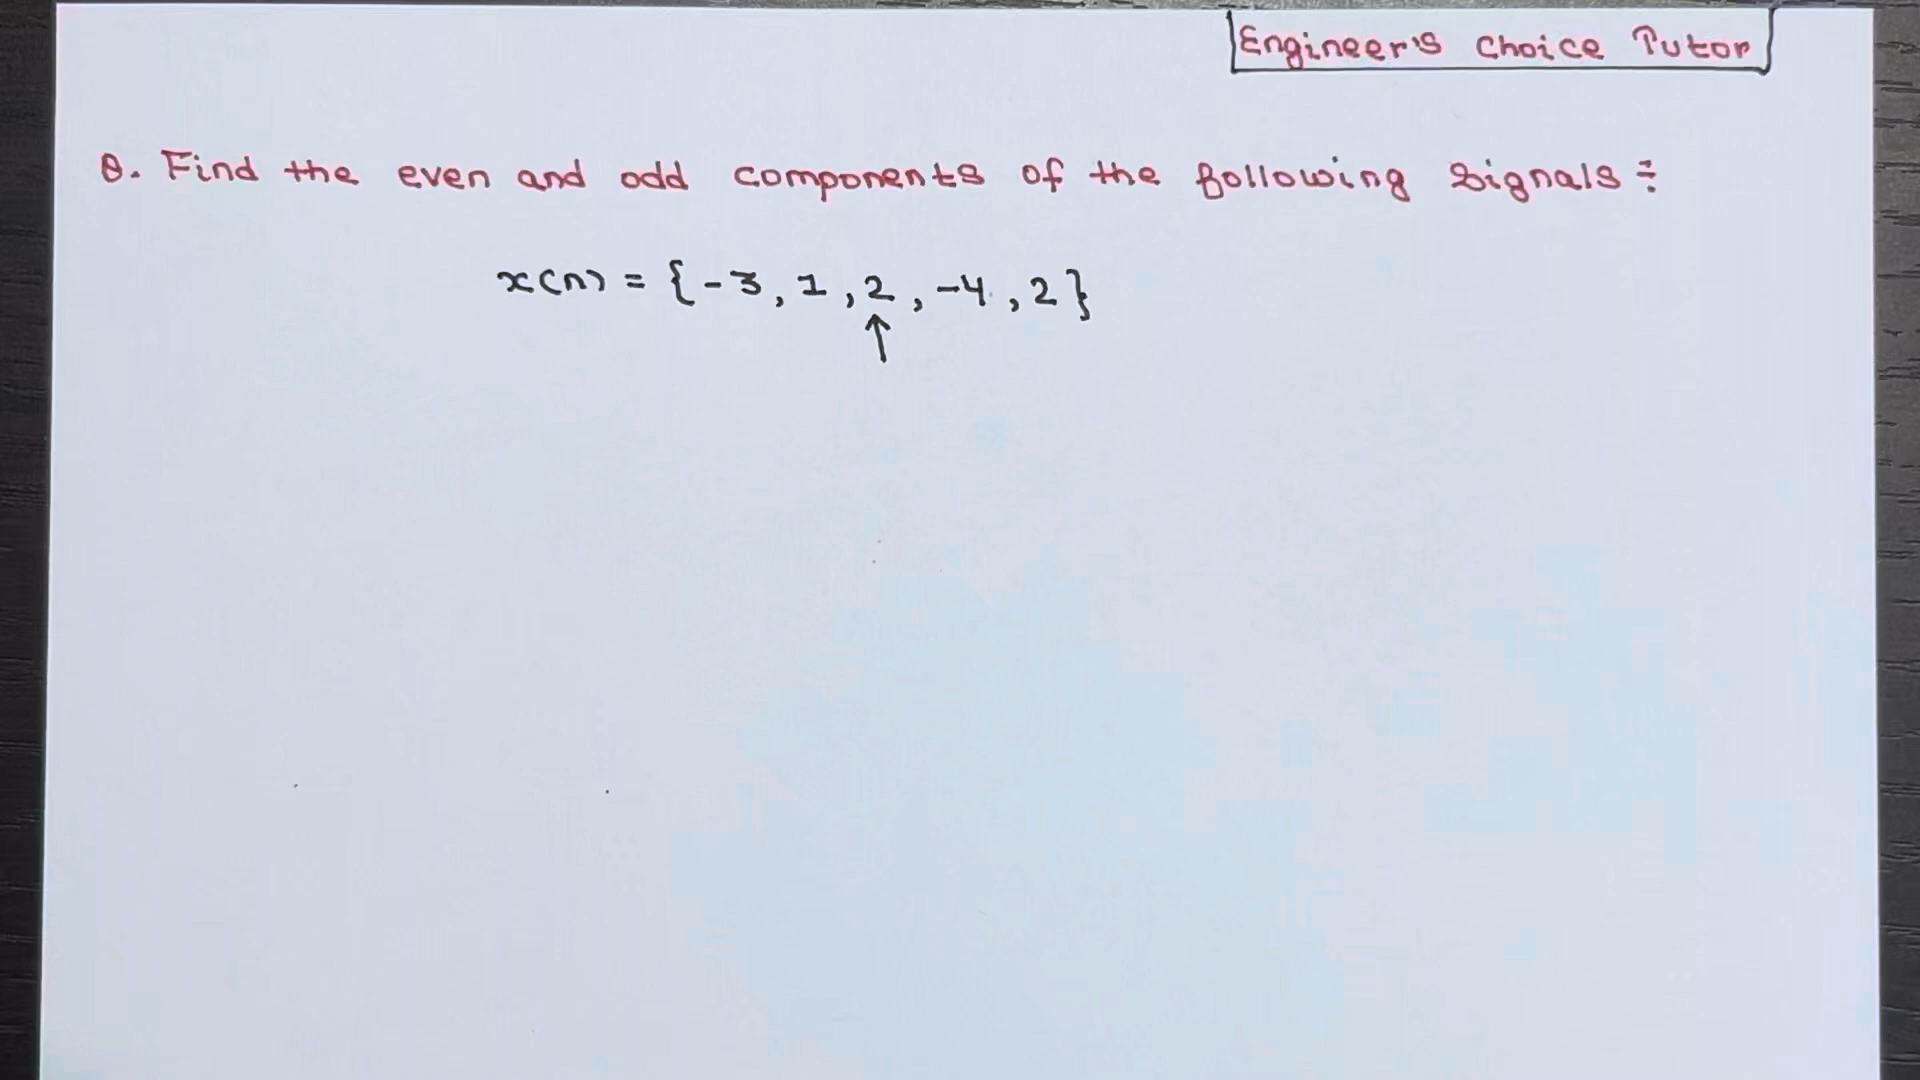 Engineer's Choice Tutor
Q. Find the even and odd components of the following signals ÷
x(n) = {-3, 1, 2, -4, 2}
↑